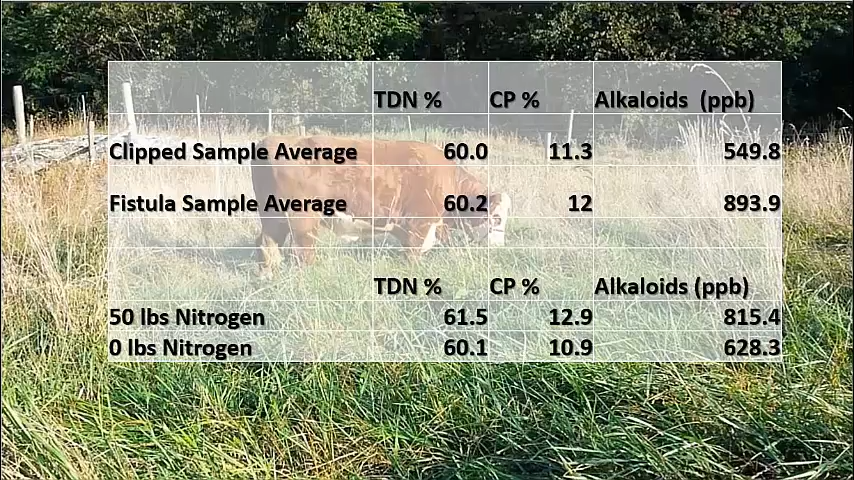 TDN % CP % Alkaloids (ppb)
Clipped Sample Average 60.0 11.3 549.8
Fistula Sample Average 60.2 12 893.9
TDN % CP % Alkaloids (ppb)
50 lbs Nitrogen 61.5 12.9 815.4
0 lbs Nitrogen 60.1 10.9 628.3